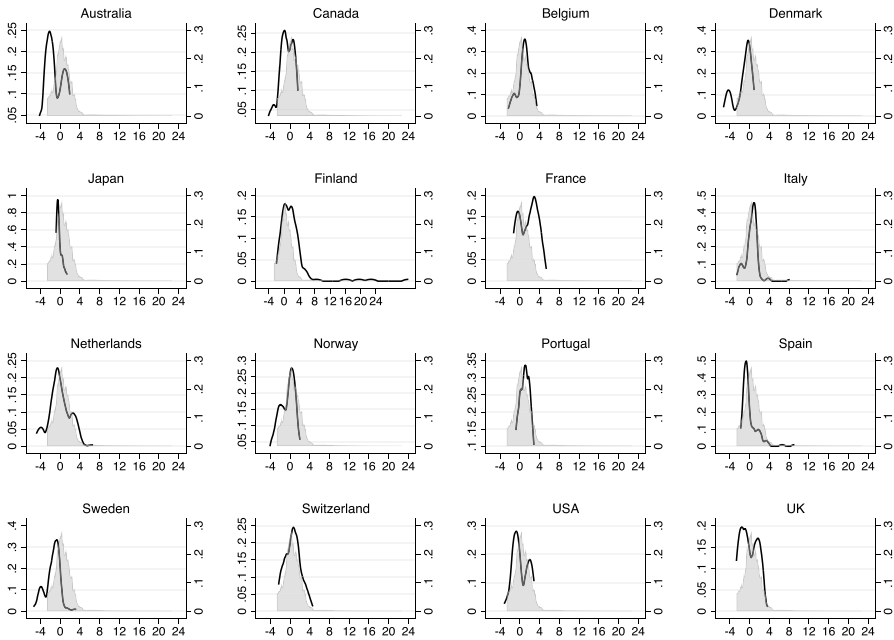 Australia
.05 .1 .15 .2 .25
0 .1 .2 .3
-4 0 4 8 12 16 20 24
Canada
.05 .1 .15 .2 .25
0 .1 .2 .3
-4 0 4 8 12 16 20 24
Belgium
0 .1 .2 .3 .4
0 .1 .2 .3
-4 0 4 8 12 16 20 24
Denmark
0 .1 .2 .3 .4
0 .1 .2 .3
-4 0 4 8 12 16 20 24
Japan
0 .2 .4 .6 .8 1
0 .1 .2 .3
-4 0 4 8 12 16 20 24
Finland
0 .05 .1 .15 .2
0 .1 .2 .3
-4 0 4 8 12 16 20 24
France
0 .05 .1 .15 .2
0 .1 .2 .3
-4 0 4 8 12 16 20 24
Italy
0 .1 .2 .3 .4 .5
0 .1 .2 .3
-4 0 4 8 12 16 20 24
Netherlands
0 .05 .1 .15 .2 .25
0 .1 .2 .3
-4 0 4 8 12 16 20 24
Norway
.05 .1 .15 .2 .25 .3
0 .1 .2 .3
-4 0 4 8 12 16 20 24
Portugal
.1 .15 .2 .25 .3 .35
0 .1 .2 .3
-4 0 4 8 12 16 20 24
Spain
0 .1 .2 .3 .4 .5
0 .1 .2 .3
-4 0 4 8 12 16 20 24
Sweden
0 .1 .2 .3 .4
0 .1 .2 .3
-4 0 4 8 12 16 20 24
Switzerland
0 .05 .1 .15 .2 .25
0 .1 .2 .3
-4 0 4 8 12 16 20 24
USA
0 .1 .2 .3
0 .1 .2 .3
-4 0 4 8 12 16 20 24
UK
0 .05 .1 .15 .2
0 .1 .2 .3
-4 0 4 8 12 16 20 24